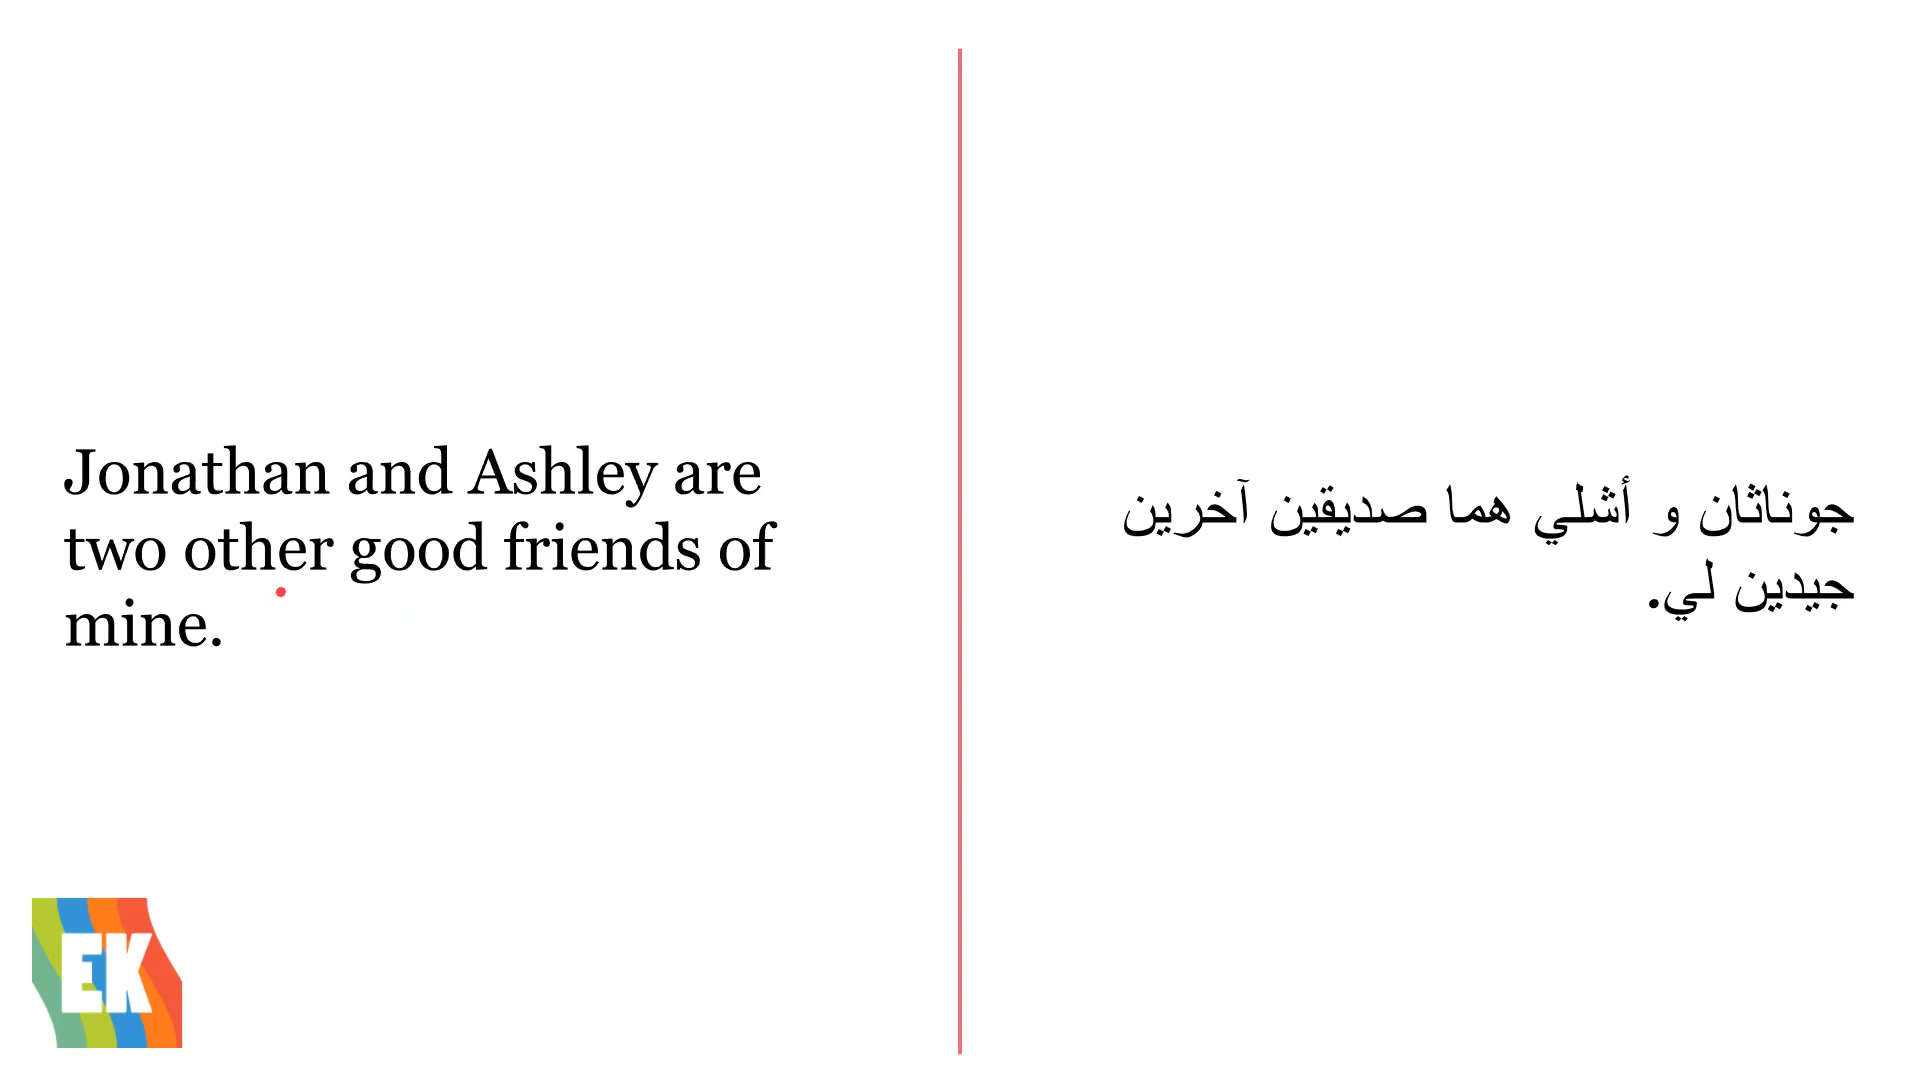 Jonathan and Ashley are
two other good friends of
mine.
جوناثان و أشلي هما صديقين آخرين
جيدين لي.
EK